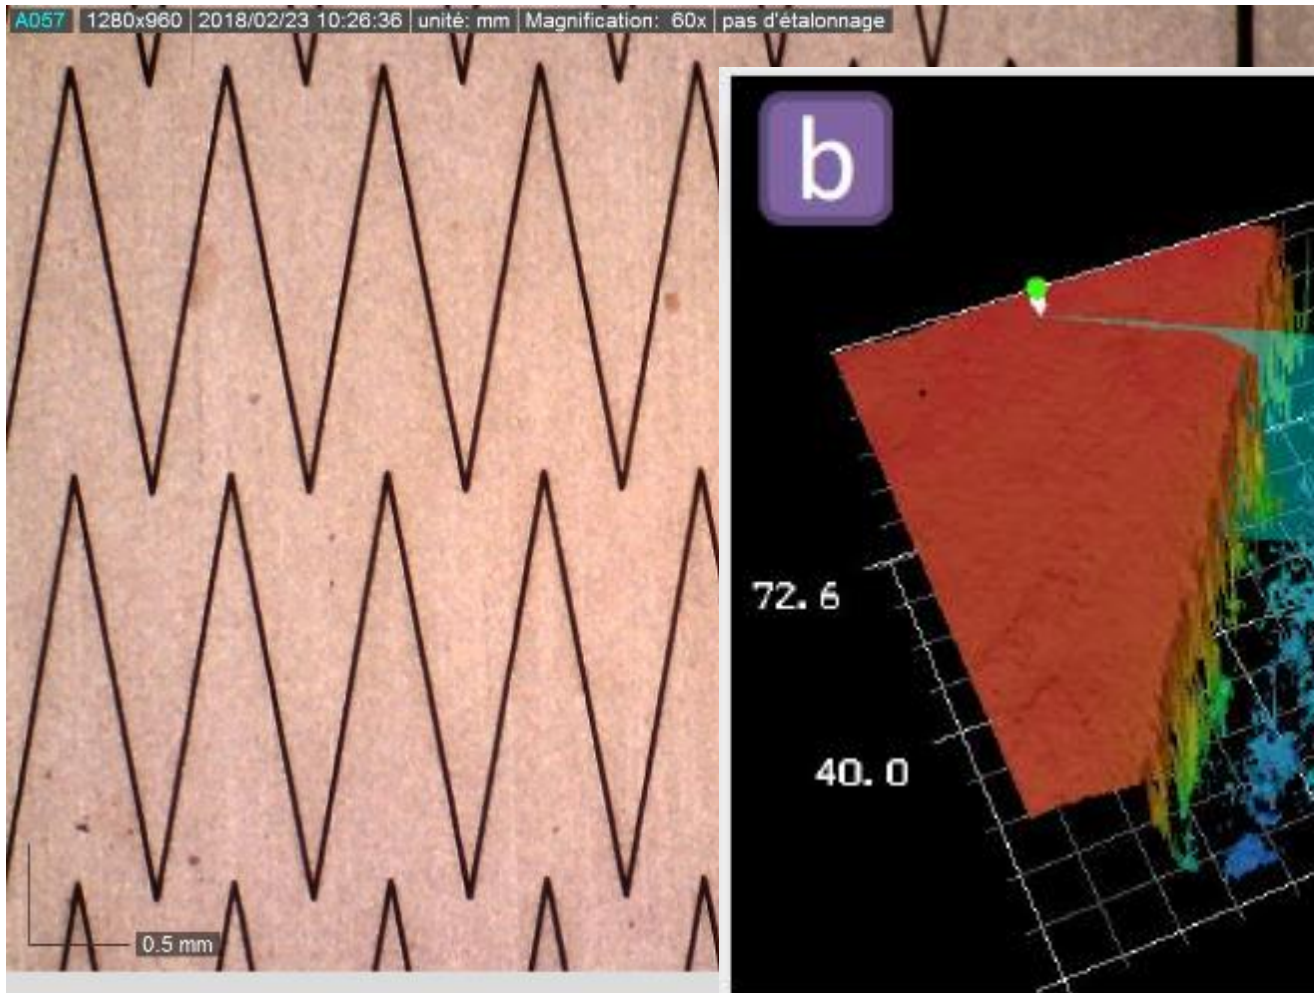 A057 1280x960 2018/02/23 10:26:36 unité: mm Magnification: 60x pas d'étalonnage
b
72.6
40.0
0.5 mm